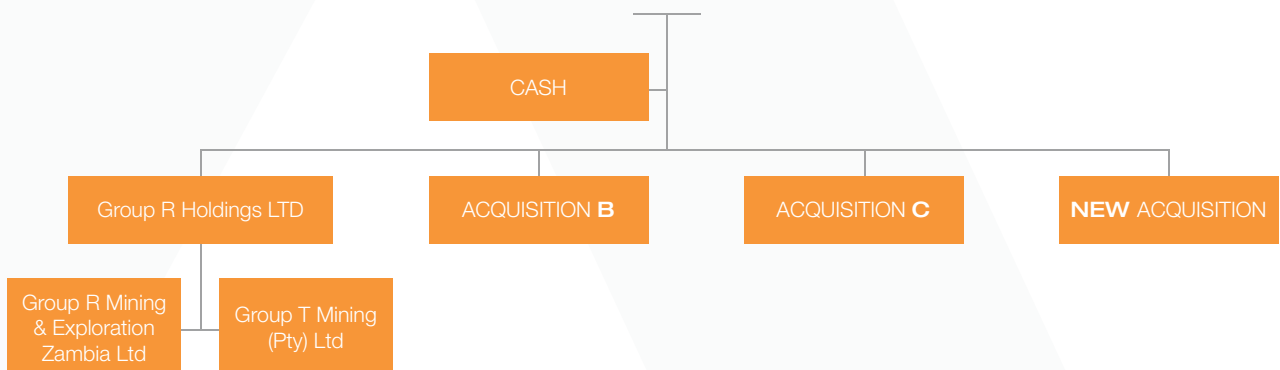 CASH
Group R Holdings LTD
ACQUISITION B
ACQUISITION C
NEW ACQUISITION
Group R Mining
& Exploration
Zambia Ltd
Group T Mining
(Pty) Ltd